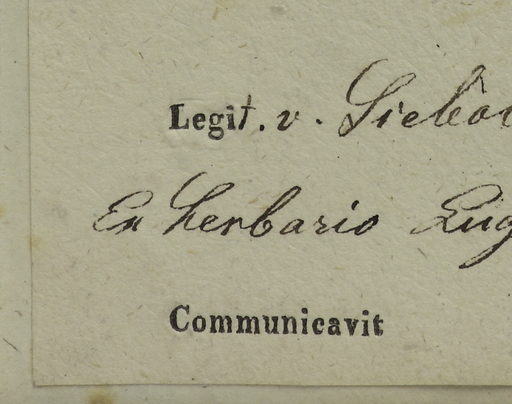 Legit. v. Siebo
Ex herbario Lug
Communicavit